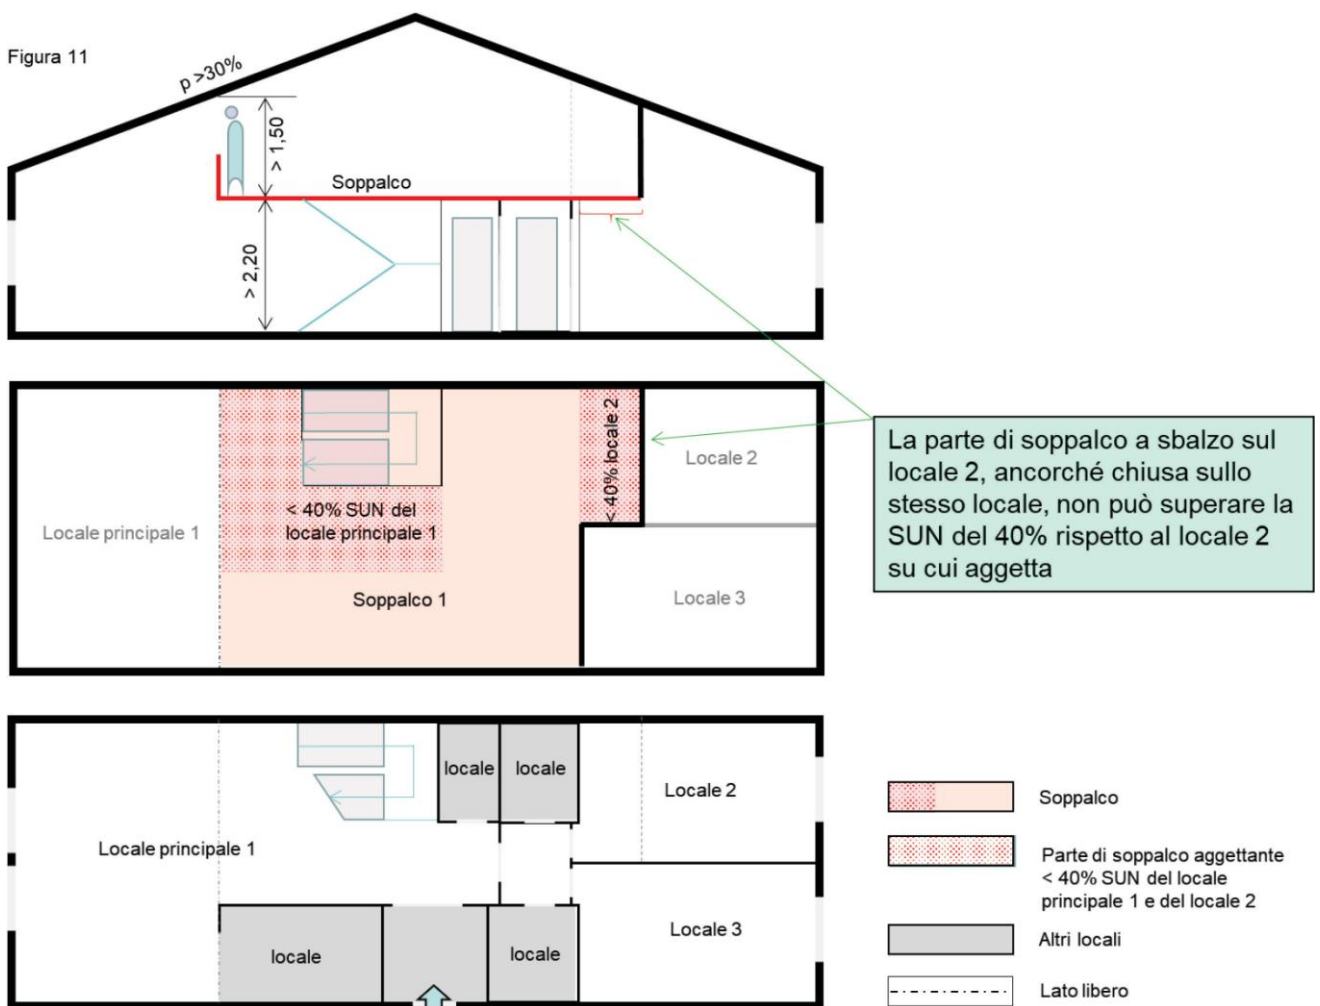 Figura 11
p >30%
> 1,50
Soppalco
> 2,20
< 40% SUN del
locale principale 1
< 40% locale 2
Locale 2
Locale principale 1
Soppalco 1
Locale 3
La parte di soppalco a sbalzo sul
locale 2, ancorché chiusa sullo
stesso locale, non può superare la
SUN del 40% rispetto al locale 2
su cui aggetta
locale
locale
Locale 2
Locale principale 1
Locale 3
locale
locale
Soppalco
Parte di soppalco aggettante
< 40% SUN del locale
principale 1 e del locale 2
Altri locali
Lato libero